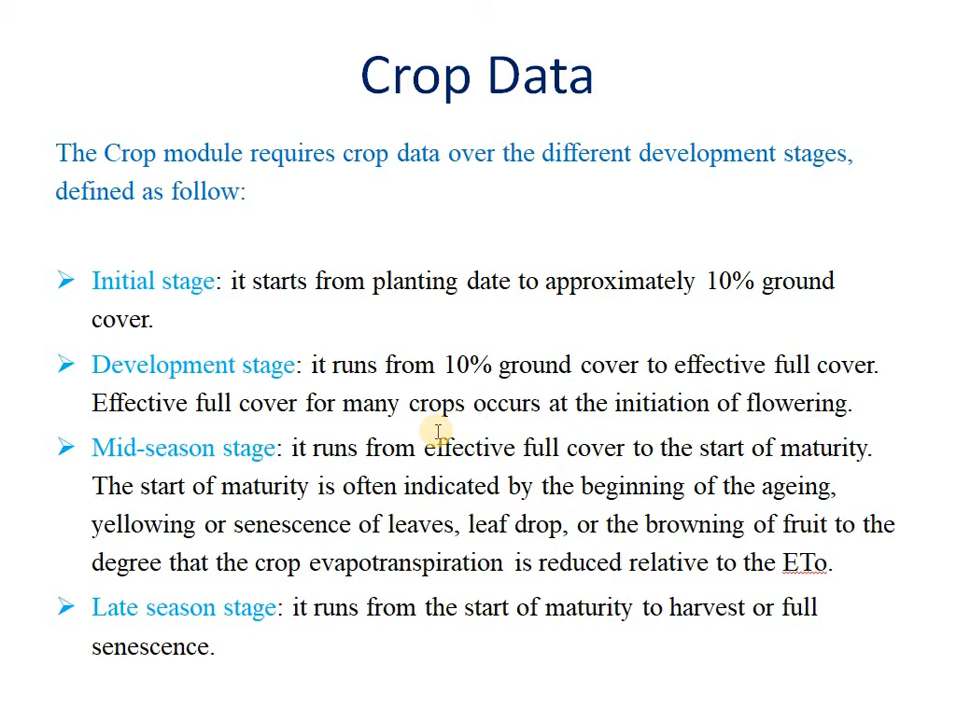 Crop Data
The Crop module requires crop data over the different development stages,
defined as follow:
➢ Initial stage: it starts from planting date to approximately 10% ground
cover.
➢ Development stage: it runs from 10% ground cover to effective full cover.
Effective full cover for many crops occurs at the initiation of flowering.
➢ Mid-season stage: it runs from effective full cover to the start of maturity.
The start of maturity is often indicated by the beginning of the ageing,
yellowing or senescence of leaves, leaf drop, or the browning of fruit to the
degree that the crop evapotranspiration is reduced relative to the ETo.
➢ Late season stage: it runs from the start of maturity to harvest or full
senescence.